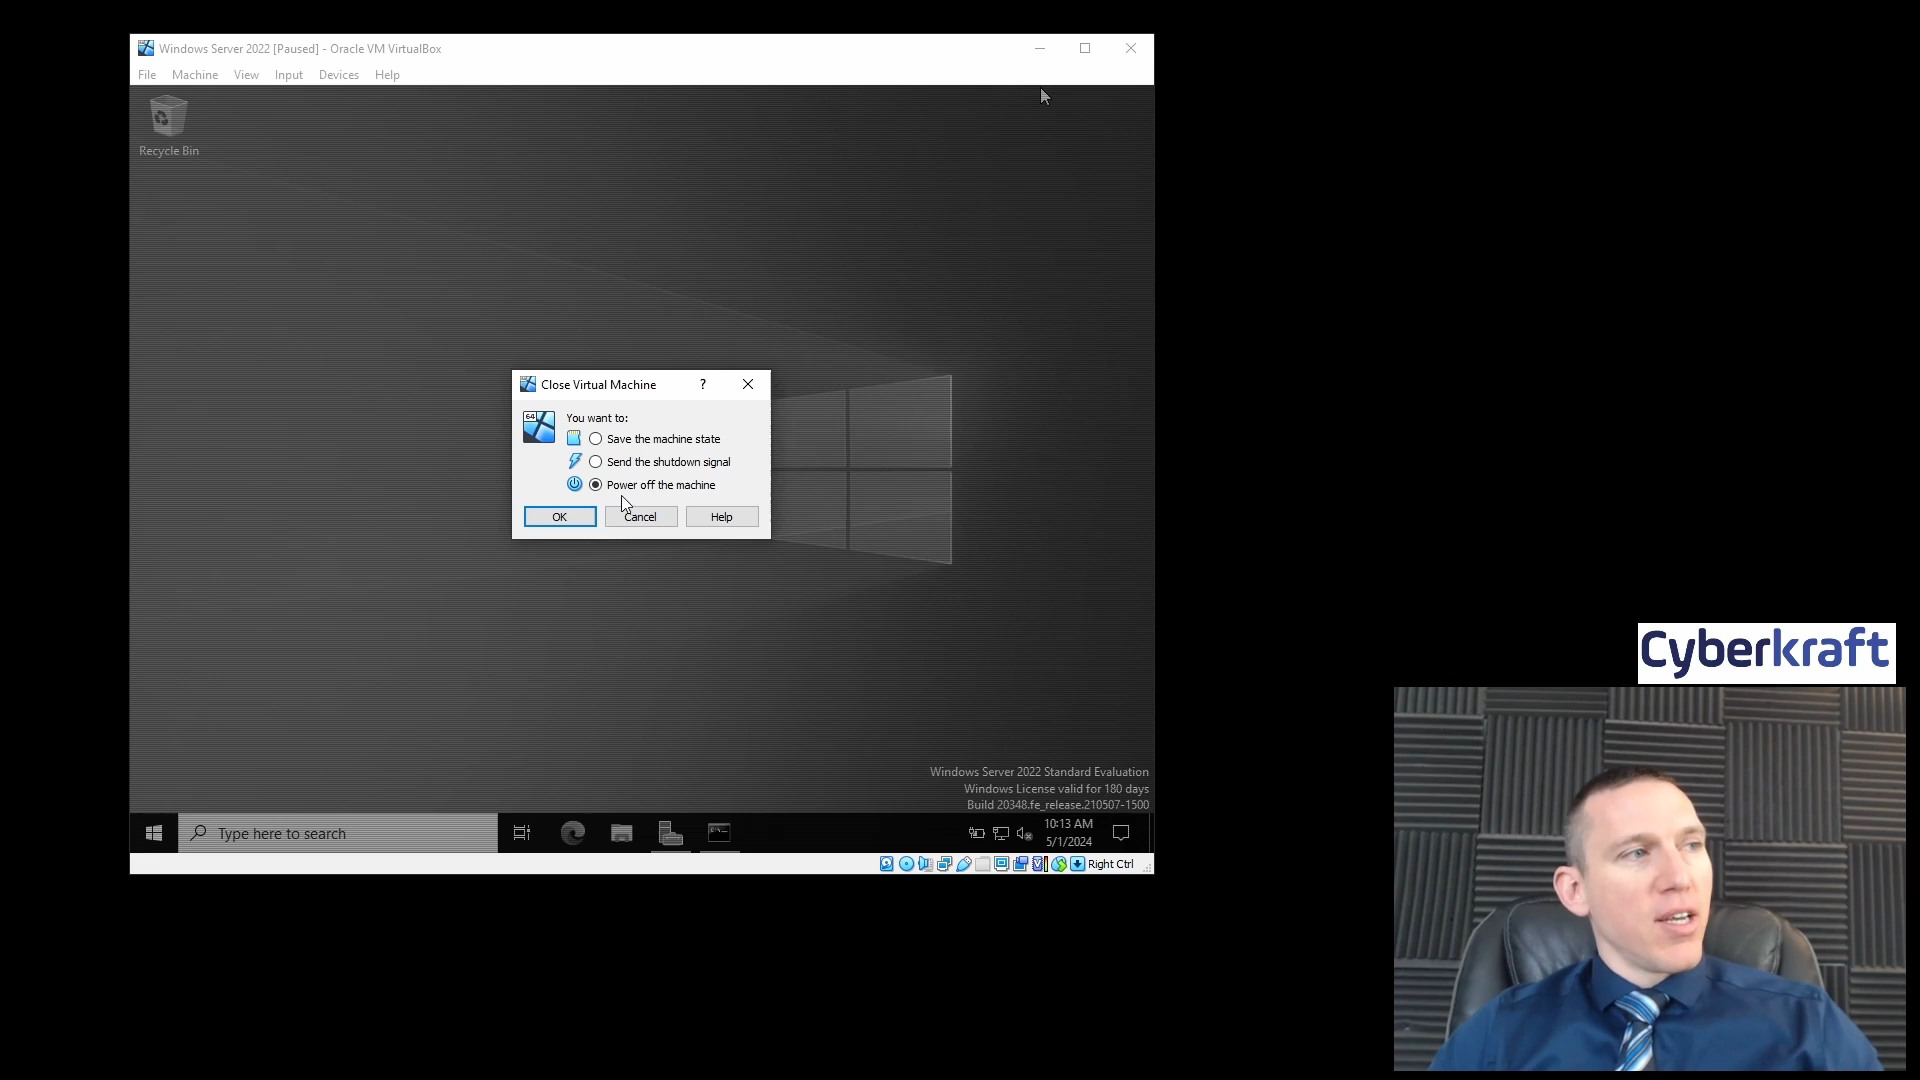 Windows Server 2022 [Paused] - Oracle VM VirtualBox
File Machine View Input Devices Help
Recycle Bin
Close Virtual Machine ?
64
You want to:
Save the machine state
Send the shutdown signal
Power off the machine
OK Cancel Help
Windows Server 2022 Standard Evaluation
Windows License valid for 180 days
Build 20348.fe_release.210507-1500
Type here to search
10:13 AM
5/1/2024
Right Ctrl
Cyberkraft